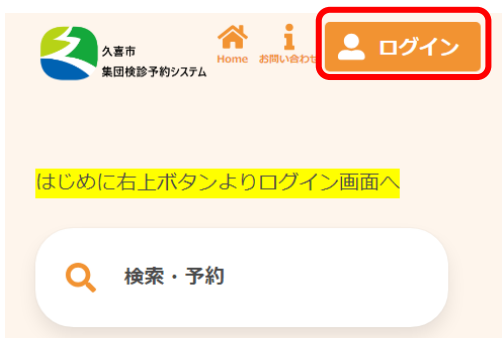 久喜市
集団検診予約システム
Home
お問い合わせ
ログイン
はじめに右上ボタンよりログイン画面へ
検索・予約